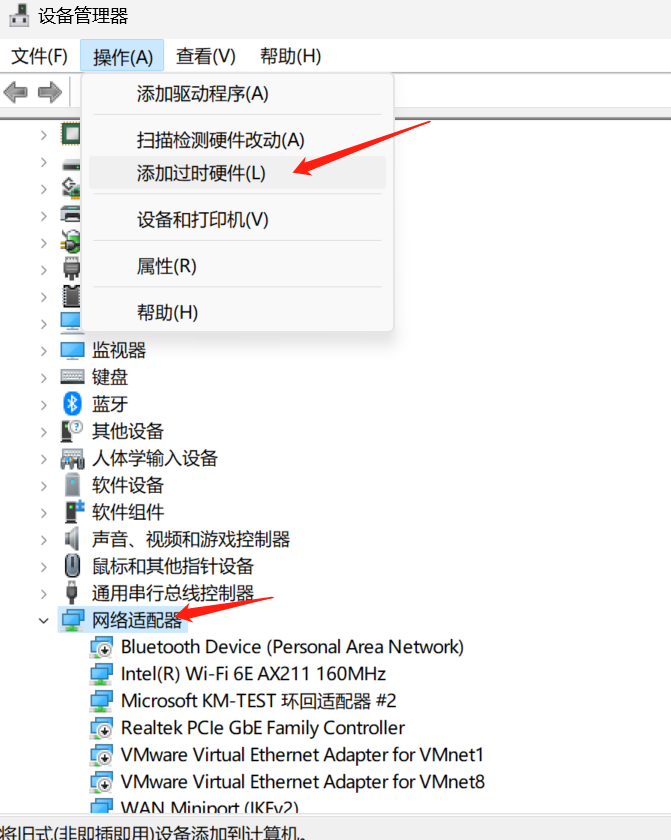 设备管理器
文件(F) 操作(A) 查看(V) 帮助(H)
添加驱动程序(A)
扫描检测硬件改动(A)
添加过时硬件(L)
设备和打印机(V)
属性(R)
帮助(H)
监视器
键盘
蓝牙
其他设备
人体学输入设备
软件设备
软件组件
声音、视频和游戏控制器
鼠标和其他指针设备
通用串行总线控制器
网络适配器
Bluetooth Device (Personal Area Network)
Intel(R) Wi-Fi 6E AX211 160MHz
Microsoft KM-TEST 环回适配器 #2
Realtek PCIe GbE Family Controller
VMware Virtual Ethernet Adapter for VMnet1
VMware Virtual Ethernet Adapter for VMnet8
WAN Miniport (IKEv2)
将旧式(非即插即用)设备添加到计算机。